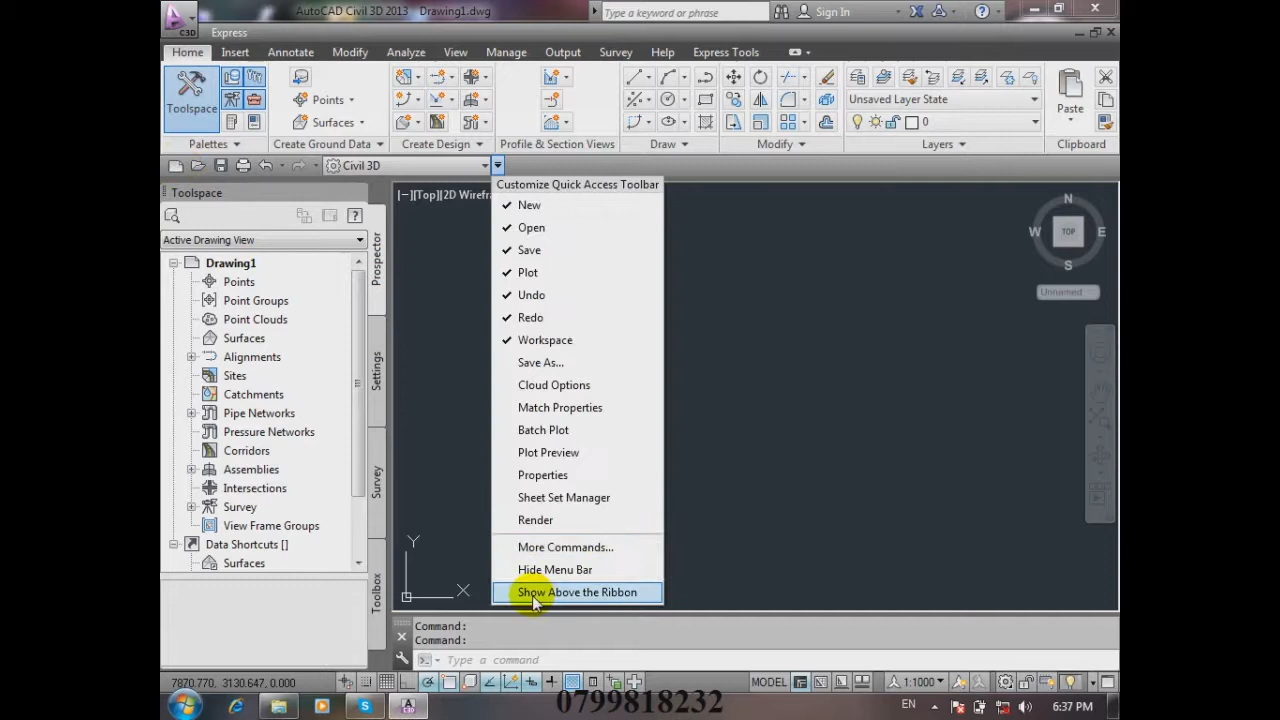 AutoCAD Civil 3D 2013 Drawing1.dwg
Type a keyword or phrase
Sign In
C3D
Express
Home Insert Annotate Modify Analyze View Manage Output Survey Help Express Tools
Toolspace
Points
Surfaces
Unsaved Layer State
0
Paste
Palettes Create Ground Data Create Design Profile & Section Views Draw Modify Layers Clipboard
Civil 3D
Toolspace
Active Drawing View
Drawing1
Points
Point Groups
Point Clouds
Surfaces
Alignments
Sites
Catchments
Pipe Networks
Pressure Networks
Corridors
Assemblies
Intersections
Survey
View Frame Groups
Data Shortcuts []
Surfaces
Prospector
Settings
Survey
Toolbox
[−][Top][2D Wirefra
Customize Quick Access Toolbar
New
Open
Save
Plot
Undo
Redo
Workspace
Save As...
Cloud Options
Match Properties
Batch Plot
Plot Preview
Properties
Sheet Set Manager
Render
More Commands...
Hide Menu Bar
Show Above the Ribbon
N
W TOP E
S
Unnamed
Y
X
Command:
Command:
Type a command
7870.770, 3130.647, 0.000
MODEL
1:1000
0799818232
EN
6:37 PM